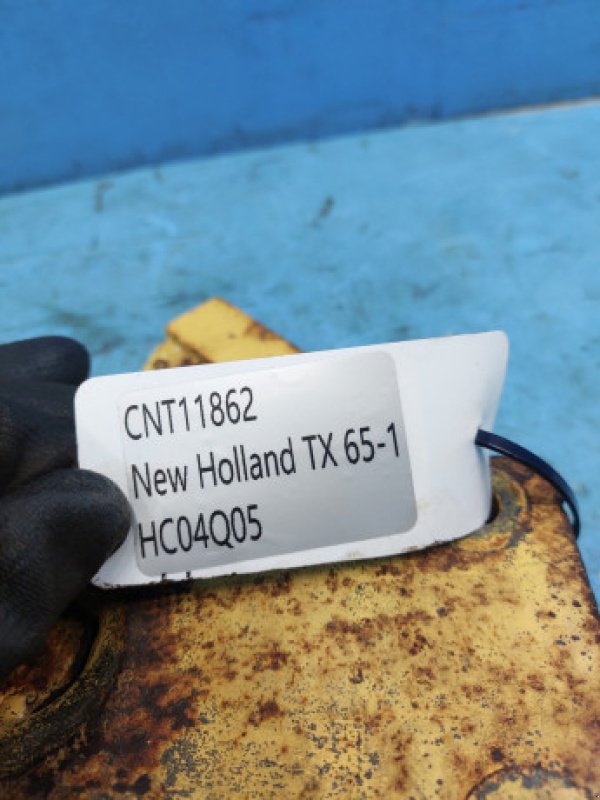 CNT11862
New Holland TX 65-1
HC04Q05